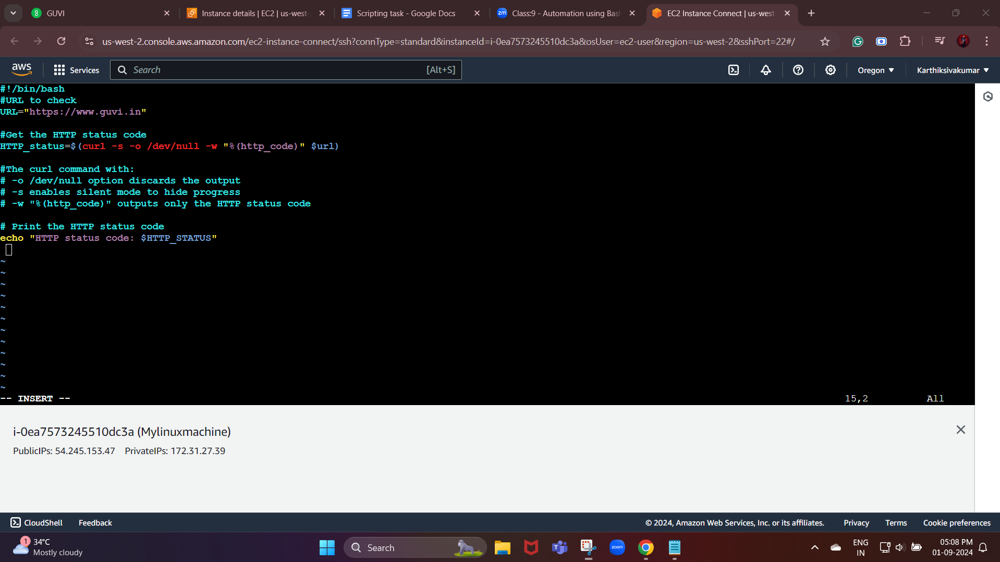 GUVI
Instance details | EC2 | us-west-
Scripting task - Google Docs
zm
Class:9 - Automation using Bas
EC2 Instance Connect | us-west
us-west-2.console.aws.amazon.com/ec2-instance-connect/ssh?connType=standard&instanceId=i-0ea7573245510dc3a&osUser=ec2-user&region=us-west-2&sshPort=22#/
aws
Services
Search
[Alt+S]
Oregon
Karthiksivakumar
#!/bin/bash
#URL to check
URL="https://www.guvi.in"
#Get the HTTP status code
HTTP_status=$(curl -s -o /dev/null -w "%(http_code)" $url)
#The curl command with:
# -o /dev/null option discards the output
# -s enables silent mode to hide progress
# -w "%(http_code)" outputs only the HTTP status code
# Print the HTTP status code
echo "HTTP status code: $HTTP_STATUS"
~
~
~
~
~
~
~
~
~
~
~
~
-- INSERT --
15,2
All
i-0ea7573245510dc3a (Mylinuxmachine)
PublicIPs: 54.245.153.47 PrivateIPs: 172.31.27.39
CloudShell
Feedback
© 2024, Amazon Web Services, Inc. or its affiliates.
Privacy
Terms
Cookie preferences
1
34°C
Mostly cloudy
Search
zoom
ENG
IN
05:08 PM
01-09-2024